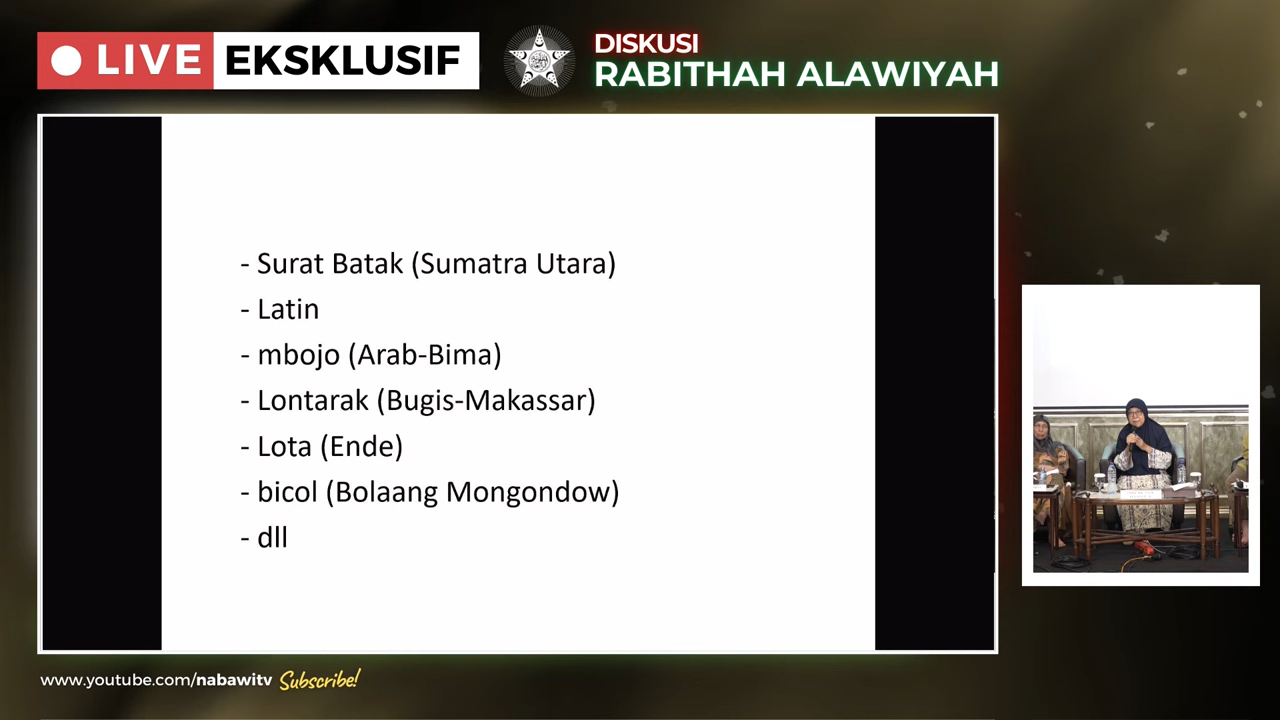 LIVE EKSKLUSIF
DISKUSI
RABITHAH ALAWIYAH
- Surat Batak (Sumatra Utara)
- Latin
- mbojo (Arab-Bima)
- Lontarak (Bugis-Makassar)
- Lota (Ende)
- bicol (Bolaang Mongondow)
- dll
www.youtube.com/nabawitv Subscribe!